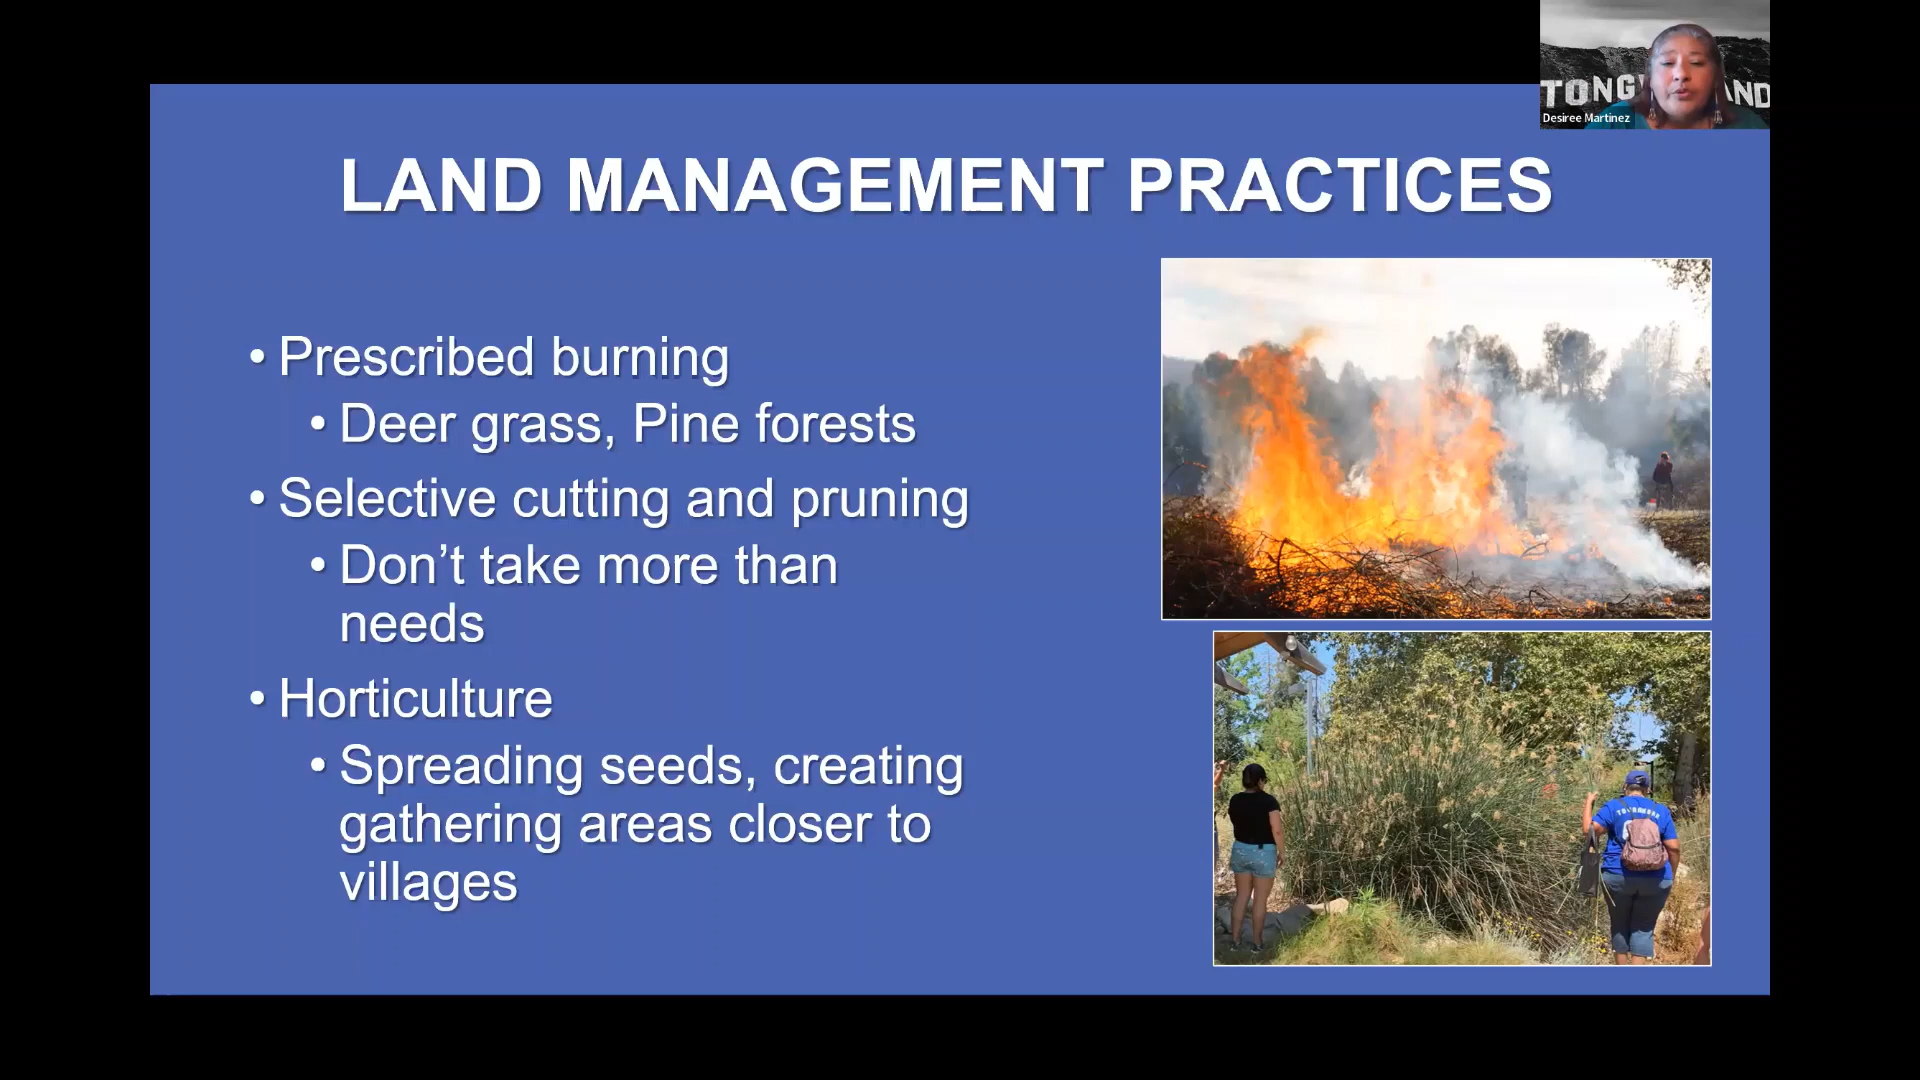 TONG
AND
Desiree Martinez
LAND MANAGEMENT PRACTICES
• Prescribed burning
• Deer grass, Pine forests
• Selective cutting and pruning
• Don’t take more than
needs
• Horticulture
• Spreading seeds, creating
gathering areas closer to
villages